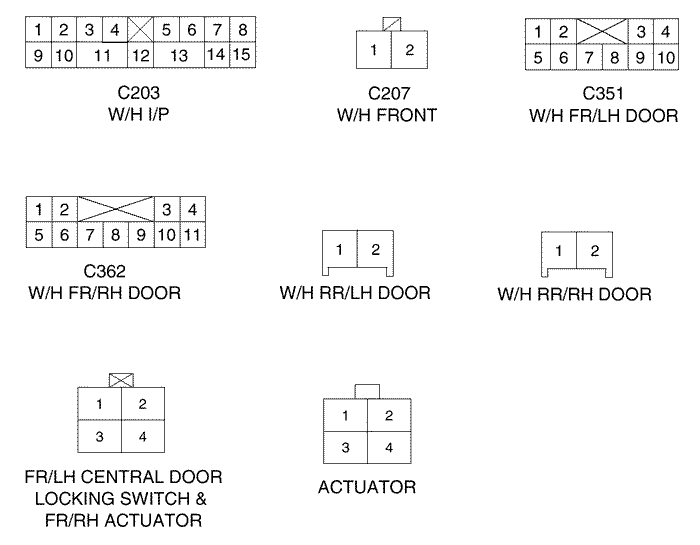 1 2 3 4 5 6 7 8
9 10 11 12 13 14 15
C203
W/H I/P
1 2
C207
W/H FRONT
1 2 3 4
5 6 7 8 9 10
C351
W/H FR/LH DOOR
1 2 3 4
5 6 7 8 9 10 11
C362
W/H FR/RH DOOR
1 2
W/H RR/LH DOOR
1 2
W/H RR/RH DOOR
1 2
3 4
FR/LH CENTRAL DOOR
LOCKING SWITCH &
FR/RH ACTUATOR
1 2
3 4
ACTUATOR